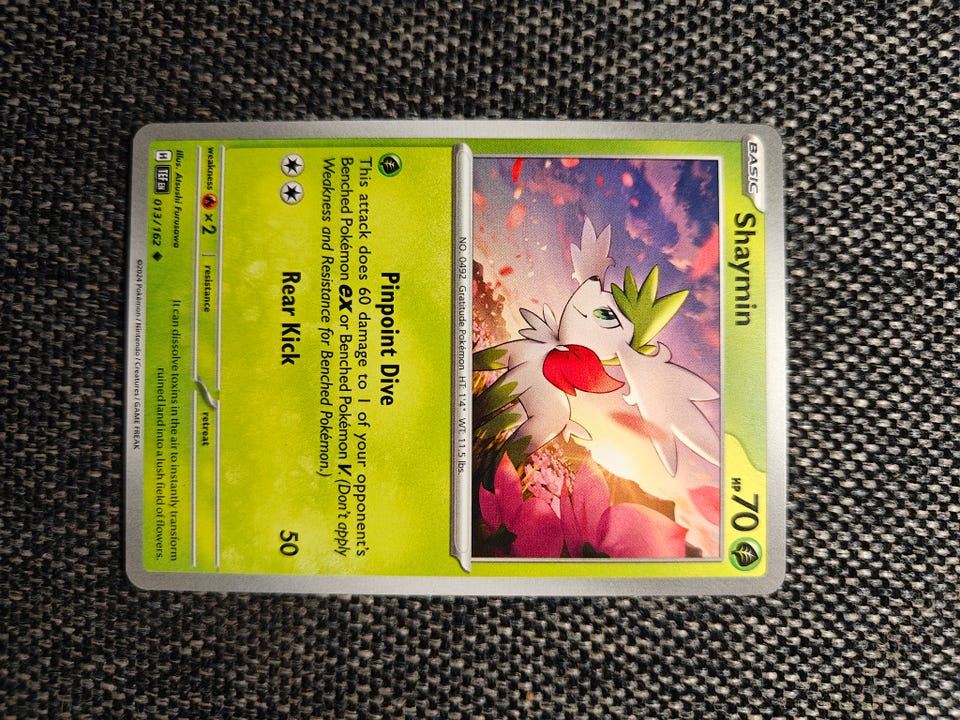 BASIC
Shaymin HP 70
NO. 0492 Gratitude Pokémon HT: 1'4" WT: 11.5 lbs.
Pinpoint Dive
This attack does 60 damage to 1 of your opponent's
Benched Pokémon ex or Benched Pokémon V. (Don't apply
Weakness and Resistance for Benched Pokémon.)
Rear Kick 50
weakness ×2 resistance retreat
It can dissolve toxins in the air to instantly transform
ruined land into a lush field of flowers.
Illus. Atsushi Furusawa
H TEF EN 013/162
©2024 Pokémon / Nintendo / Creatures / GAME FREAK